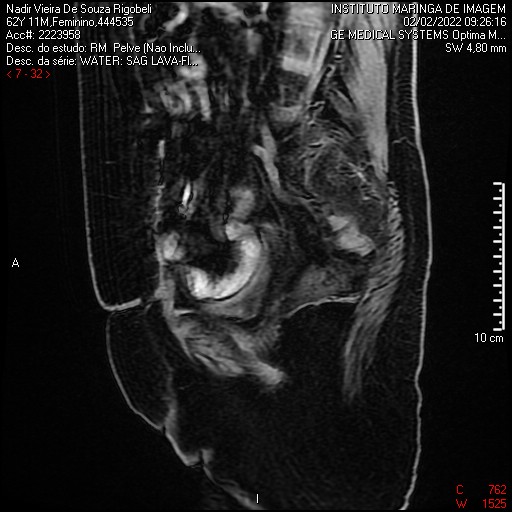 Nadir Vieira De Souza Rigobeli
62Y 11M,Feminino,444535
Acc#: 2223958
Desc. do estudo: RM  Pelve (Nao Inclu...
Desc. da série: WATER: SAG LAVA-Fl...
< 7 - 32 >
INSTITUTO MARINGA DE IMAGEM
02/02/2022 09:26:16
GE MEDICAL SYSTEMS Optima M...
SW 4,80 mm
A
10 cm
I
C 762
W 1525